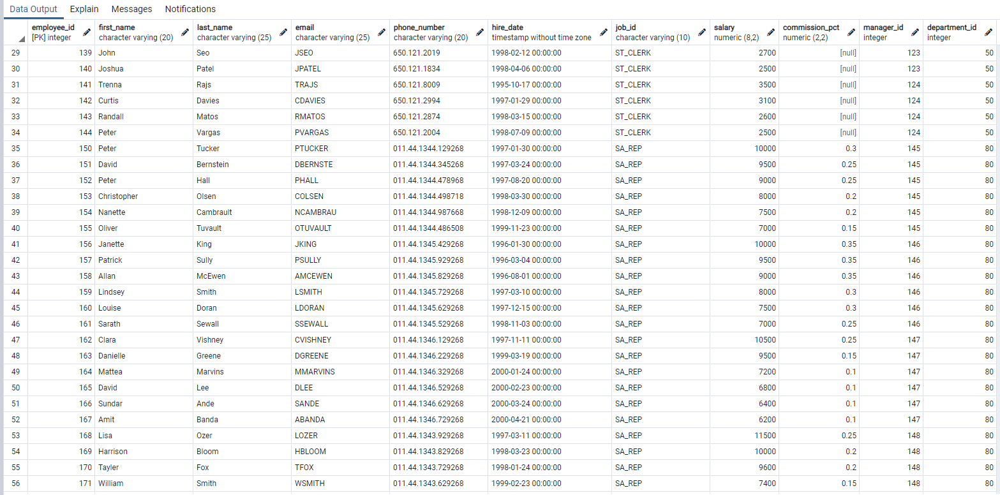 Data Output Explain Messages Notifications
employee_id first_name last_name email phone_number hire_date job_id salary commission_pct manager_id department_id
[PK] integer character varying (20) character varying (25) character varying (25) character varying (20) timestamp without time zone character varying (10) numeric (8,2) numeric (2,2) integer integer
29 139 John Seo JSEO 650.121.2019 1998-02-12 00:00:00 ST_CLERK 2700 [null] 123 50
30 140 Joshua Patel JPATEL 650.121.1834 1998-04-06 00:00:00 ST_CLERK 2500 [null] 123 50
31 141 Trenna Rajs TRAJS 650.121.8009 1995-10-17 00:00:00 ST_CLERK 3500 [null] 124 50
32 142 Curtis Davies CDAVIES 650.121.2994 1997-01-29 00:00:00 ST_CLERK 3100 [null] 124 50
33 143 Randall Matos RMATOS 650.121.2874 1998-03-15 00:00:00 ST_CLERK 2600 [null] 124 50
34 144 Peter Vargas PVARGAS 650.121.2004 1998-07-09 00:00:00 ST_CLERK 2500 [null] 124 50
35 150 Peter Tucker PTUCKER 011.44.1344.129268 1997-01-30 00:00:00 SA_REP 10000 0.3 145 80
36 151 David Bernstein DBERNSTE 011.44.1344.345268 1997-03-24 00:00:00 SA_REP 9500 0.25 145 80
37 152 Peter Hall PHALL 011.44.1344.478968 1997-08-20 00:00:00 SA_REP 9000 0.25 145 80
38 153 Christopher Olsen COLSEN 011.44.1344.498718 1998-03-30 00:00:00 SA_REP 8000 0.2 145 80
39 154 Nanette Cambrault NCAMBRAU 011.44.1344.987668 1998-12-09 00:00:00 SA_REP 7500 0.2 145 80
40 155 Oliver Tuvault OTUVAULT 011.44.1344.486508 1999-11-23 00:00:00 SA_REP 7000 0.15 145 80
41 156 Janette King JKING 011.44.1345.429268 1996-01-30 00:00:00 SA_REP 10000 0.35 146 80
42 157 Patrick Sully PSULLY 011.44.1345.929268 1996-03-04 00:00:00 SA_REP 9500 0.35 146 80
43 158 Allan McEwen AMCEWEN 011.44.1345.829268 1996-08-01 00:00:00 SA_REP 9000 0.35 146 80
44 159 Lindsey Smith LSMITH 011.44.1345.729268 1997-03-10 00:00:00 SA_REP 8000 0.3 146 80
45 160 Louise Doran LDORAN 011.44.1345.629268 1997-12-15 00:00:00 SA_REP 7500 0.3 146 80
46 161 Sarath Sewall SSEWALL 011.44.1345.529268 1998-11-03 00:00:00 SA_REP 7000 0.25 146 80
47 162 Clara Vishney CVISHNEY 011.44.1346.129268 1997-11-11 00:00:00 SA_REP 10500 0.25 147 80
48 163 Danielle Greene DGREENE 011.44.1346.229268 1999-03-19 00:00:00 SA_REP 9500 0.15 147 80
49 164 Mattea Marvins MMARVINS 011.44.1346.329268 2000-01-24 00:00:00 SA_REP 7200 0.1 147 80
50 165 David Lee DLEE 011.44.1346.529268 2000-02-23 00:00:00 SA_REP 6800 0.1 147 80
51 166 Sundar Ande SANDE 011.44.1346.629268 2000-03-24 00:00:00 SA_REP 6400 0.1 147 80
52 167 Amit Banda ABANDA 011.44.1346.729268 2000-04-21 00:00:00 SA_REP 6200 0.1 147 80
53 168 Lisa Ozer LOZER 011.44.1343.929268 1997-03-11 00:00:00 SA_REP 11500 0.25 148 80
54 169 Harrison Bloom HBLOOM 011.44.1343.829268 1998-03-23 00:00:00 SA_REP 10000 0.2 148 80
55 170 Tayler Fox TFOX 011.44.1343.729268 1998-01-24 00:00:00 SA_REP 9600 0.2 148 80
56 171 William Smith WSMITH 011.44.1343.629268 1999-02-23 00:00:00 SA_REP 7400 0.15 148 80